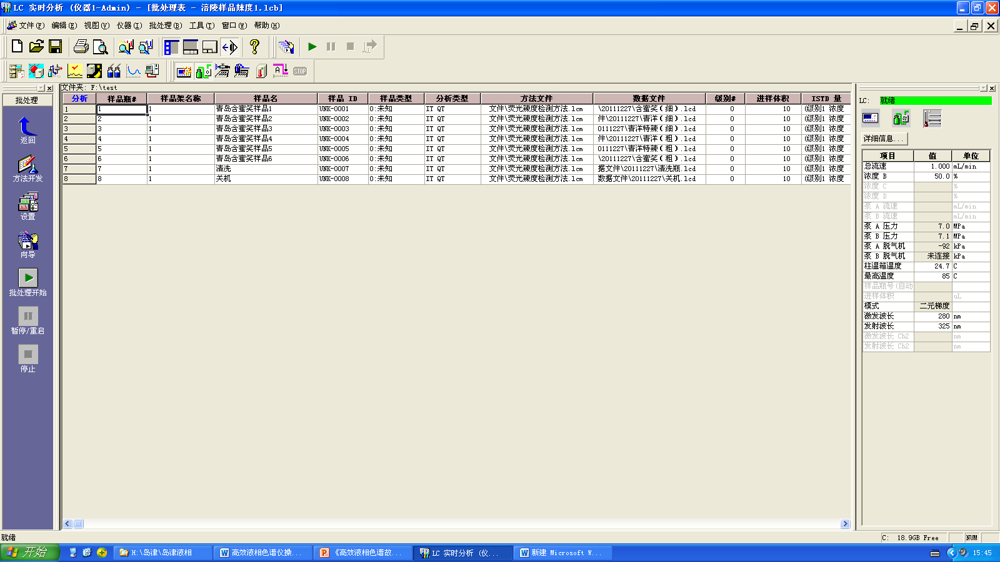 LC 实时分析 (仪器1-Admin) - [批处理表 - 涪陵样品辣度1.lcb]
文件(F) 编辑(E) 视图(V) 仪器(I) 批处理(B) 工具(T) 窗口(W) 帮助(H)
STOP
批处理
返回
方法开发
设置
向导
批处理开始
暂停/重启
停止
文件夹: F:\test
分析 样品瓶# 样品架名称 样品名 样品 ID 样品类型 分析类型 方法文件 数据文件 级别# 进样体积 ISTD 量
1 1 1 青岛含蜜笑样品1 UNK-0001 0:未知 IT QT 文件\荧光辣度检测方法.lcm \20111227\含蜜笑(细).lcd 0 10 (级别1 浓度
2 2 1 青岛含蜜笑样品2 UNK-0002 0:未知 IT QT 文件\荧光辣度检测方法.lcm 件\20111227\青洋(细).lcd 0 10 (级别1 浓度
3 3 1 青岛含蜜笑样品3 UNK-0003 0:未知 IT QT 文件\荧光辣度检测方法.lcm 0111227\青洋特辣(细).lcd 0 10 (级别1 浓度
4 4 1 青岛含蜜笑样品4 UNK-0004 0:未知 IT QT 文件\荧光辣度检测方法.lcm 件\20111227\青洋(粗).lcd 0 10 (级别1 浓度
5 5 1 青岛含蜜笑样品5 UNK-0005 0:未知 IT QT 文件\荧光辣度检测方法.lcm 0111227\青洋特辣(粗).lcd 0 10 (级别1 浓度
6 6 1 青岛含蜜笑样品6 UNK-0006 0:未知 IT QT 文件\荧光辣度检测方法.lcm \20111227\含蜜笑(粗).lcd 0 10 (级别1 浓度
7 7 1 清洗 UNK-0007 0:未知 IT QT 文件\荧光辣度检测方法.lcm 据文件\20111227\清洗瓶.lcd 0 10 (级别1 浓度
8 8 1 关机 UNK-0008 0:未知 IT QT 文件\荧光辣度检测方法.lcm 数据文件\20111227\关机.lcd 0 10 (级别1 浓度
LC: 就绪
详细信息...
项目 值 单位
总流速 1.000 mL/min
浓度 B 50.0 %
浓度 C %
浓度 D %
泵 A 流速 mL/min
泵 B 流速 mL/min
泵 A 压力 7.0 MPa
泵 B 压力 7.1 MPa
泵 A 脱气机 -92 kPa
泵 B 脱气机 未连接 kPa
柱温箱温度 24.7 C
最高温度 85 C
样品瓶号(自动
进样体积 uL
模式 二元梯度
激发波长 280 nm
发射波长 325 nm
激发波长 Ch2 nm
发射波长 Ch2 nm
就绪
C: 18.9GB Free NUM
开始 H:\岛津\岛津液相 高效液相色谱仪操... 《高效液相色谱故... LC 实时分析 (仪... 新建 Microsoft W... 15:45